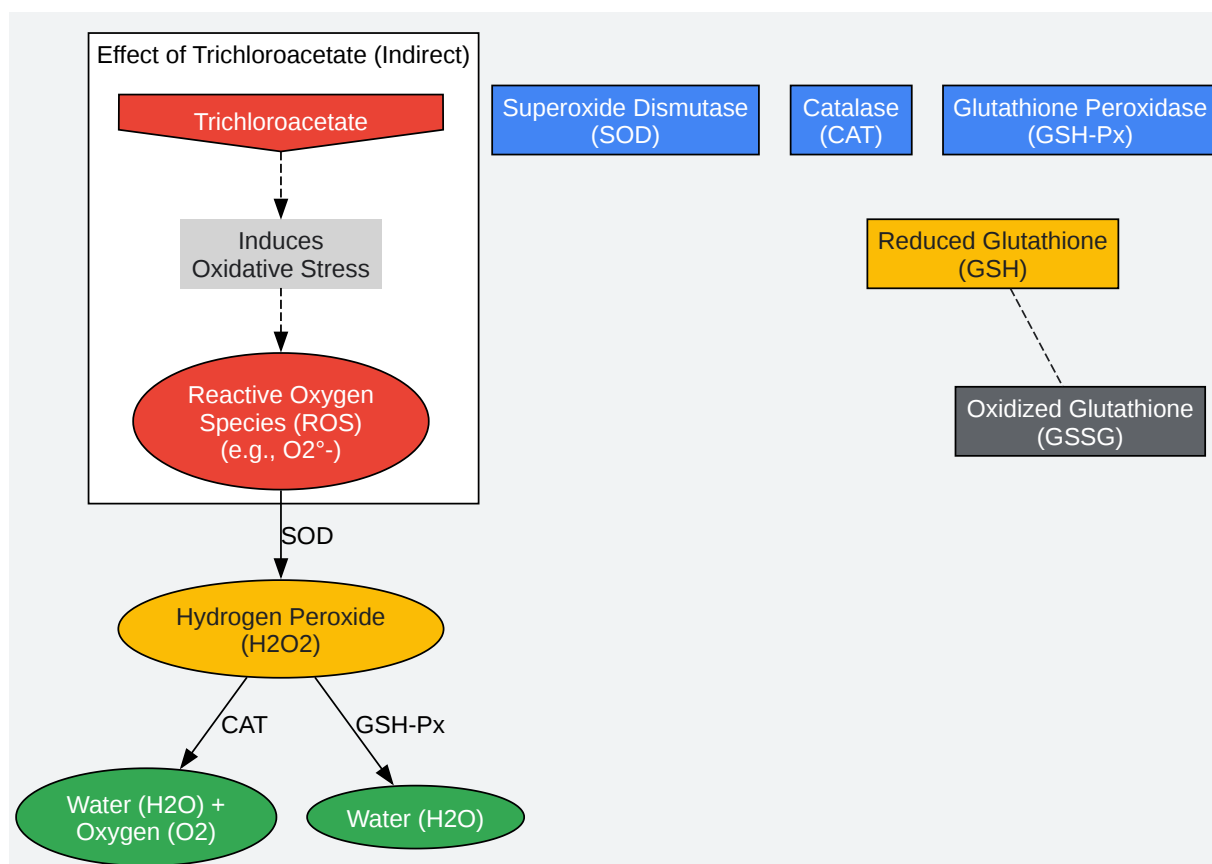 Effect of Trichloroacetate (Indirect)
Trichloroacetate
Superoxide Dismutase
(SOD)
Catalase
(CAT)
Glutathione Peroxidase
(GSH-Px)
Induces
Oxidative Stress
Reduced Glutathione
(GSH)
Reactive Oxygen
Species (ROS)
(e.g., O2°-)
Oxidized Glutathione
(GSSG)
SOD
Hydrogen Peroxide
(H2O2)
CAT
GSH-Px
Water (H2O) +
Oxygen (O2)
Water (H2O)